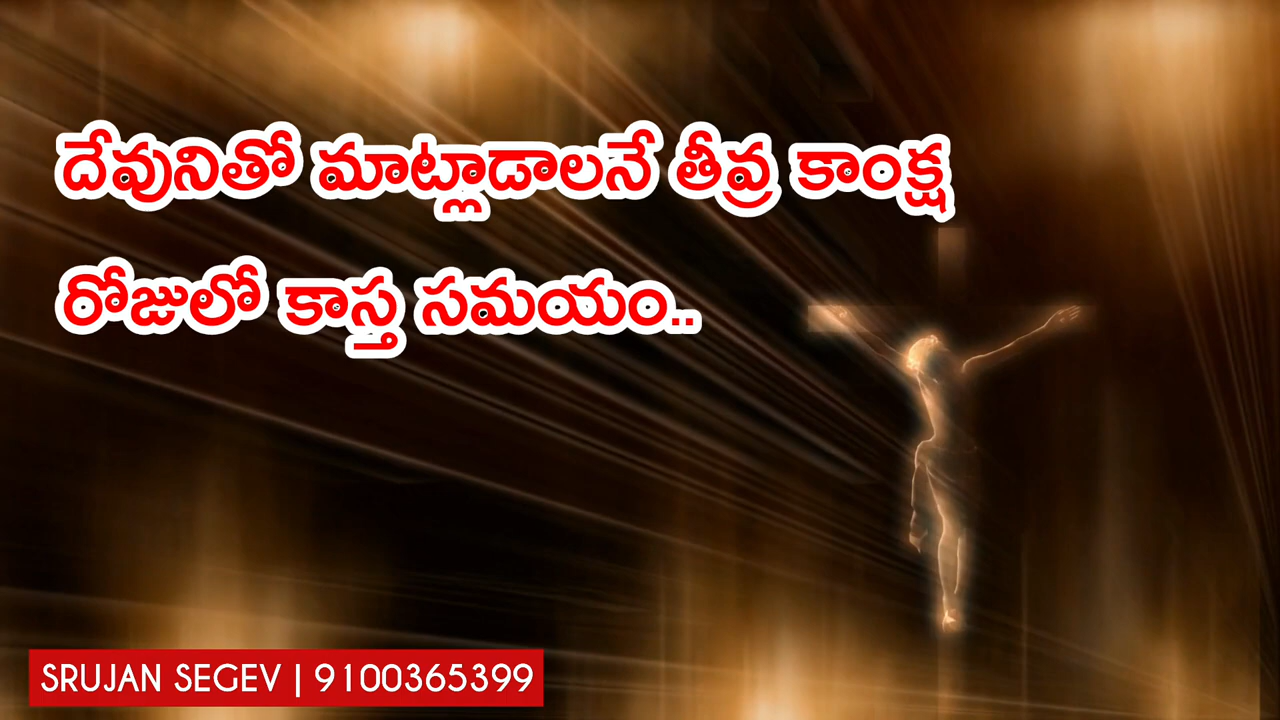 దేవునితో మాట్లాడాలనే తీవ్ర కాంక్ష
రోజులో కాస్త సమయం..
SRUJAN SEGEV | 9100365399